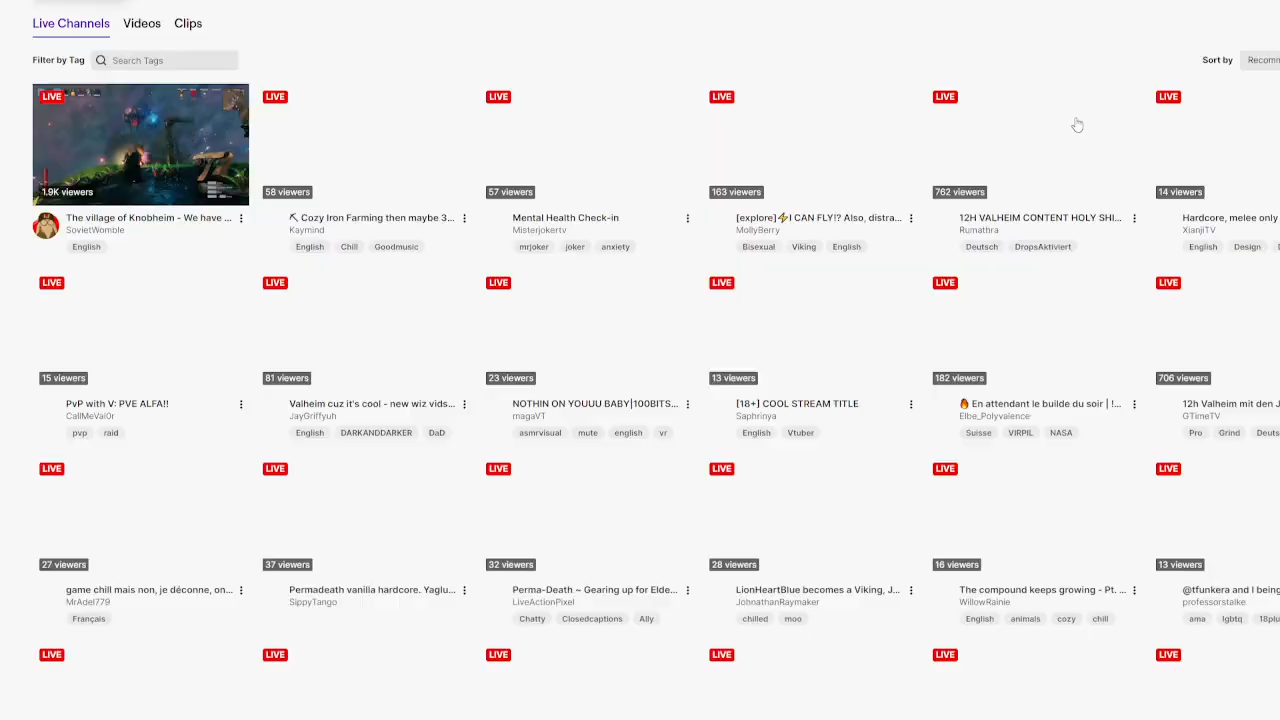 Live Channels Videos Clips
Filter by Tag Search Tags Sort by Recomm
LIVE LIVE LIVE LIVE LIVE LIVE
1.9K viewers 58 viewers 57 viewers 163 viewers 762 viewers 14 viewers
The village of Knobheim - We have ... ⛏ Cozy Iron Farming then maybe 3... Mental Health Check-in [explore]⚡I CAN FLY!? Also, distra... 12H VALHEIM CONTENT HOLY SHI... Hardcore, melee only
SovietWomble Kaymind Misterjokertv MollyBerry Rumathra XianjiTV
English English Chill Goodmusic mrjoker joker anxiety Bisexual Viking English Deutsch DropsAktiviert English Design
LIVE LIVE LIVE LIVE LIVE LIVE
15 viewers 81 viewers 23 viewers 13 viewers 182 viewers 706 viewers
PvP with V: PVE ALFA!! Valheim cuz it's cool - new wiz vids... NOTHIN ON YOUUU BABY|100BITS... [18+] COOL STREAM TITLE 🔥 En attendant le builde du soir | !... 12h Valheim mit den J
CallMeVal0r JayGriffyuh magaVT Saphrinya Elbe_Polyvalence GTimeTV
pvp raid English DARKANDDARKER DaD asmrvisual mute english vr English Vtuber Suisse VIRPIL NASA Pro Grind Deuts
LIVE LIVE LIVE LIVE LIVE LIVE
27 viewers 37 viewers 32 viewers 28 viewers 16 viewers 13 viewers
game chill mais non, je déconne, on... Permadeath vanilla hardcore. Yaglu... Perma-Death ~ Gearing up for Elde... LionHeartBlue becomes a Viking, J... The compound keeps growing - Pt. ... @tfunkera and I being
MrAdel779 SippyTango LiveActionPixel JohnathanRaymaker WillowRainie professorstalke
Français Chatty Closedcaptions Ally chilled moo English animals cozy chill ama lgbtq 18plu
LIVE LIVE LIVE LIVE LIVE LIVE